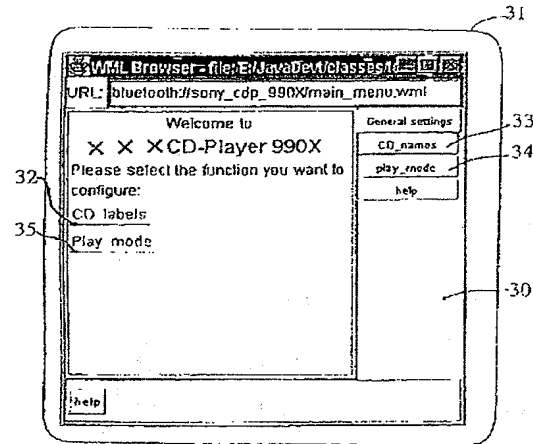 31
WML Browser - file:E:/JavaDevt/classes/
URL: bluetooth://sony_cdp_990X/main_menu.wml
Welcome to
X X X CD-Player 990X
Please select the function you want to
configure:
CD labels
Play mode
General settings
CD_names
play_mode
help
help
32
35
33
34
30